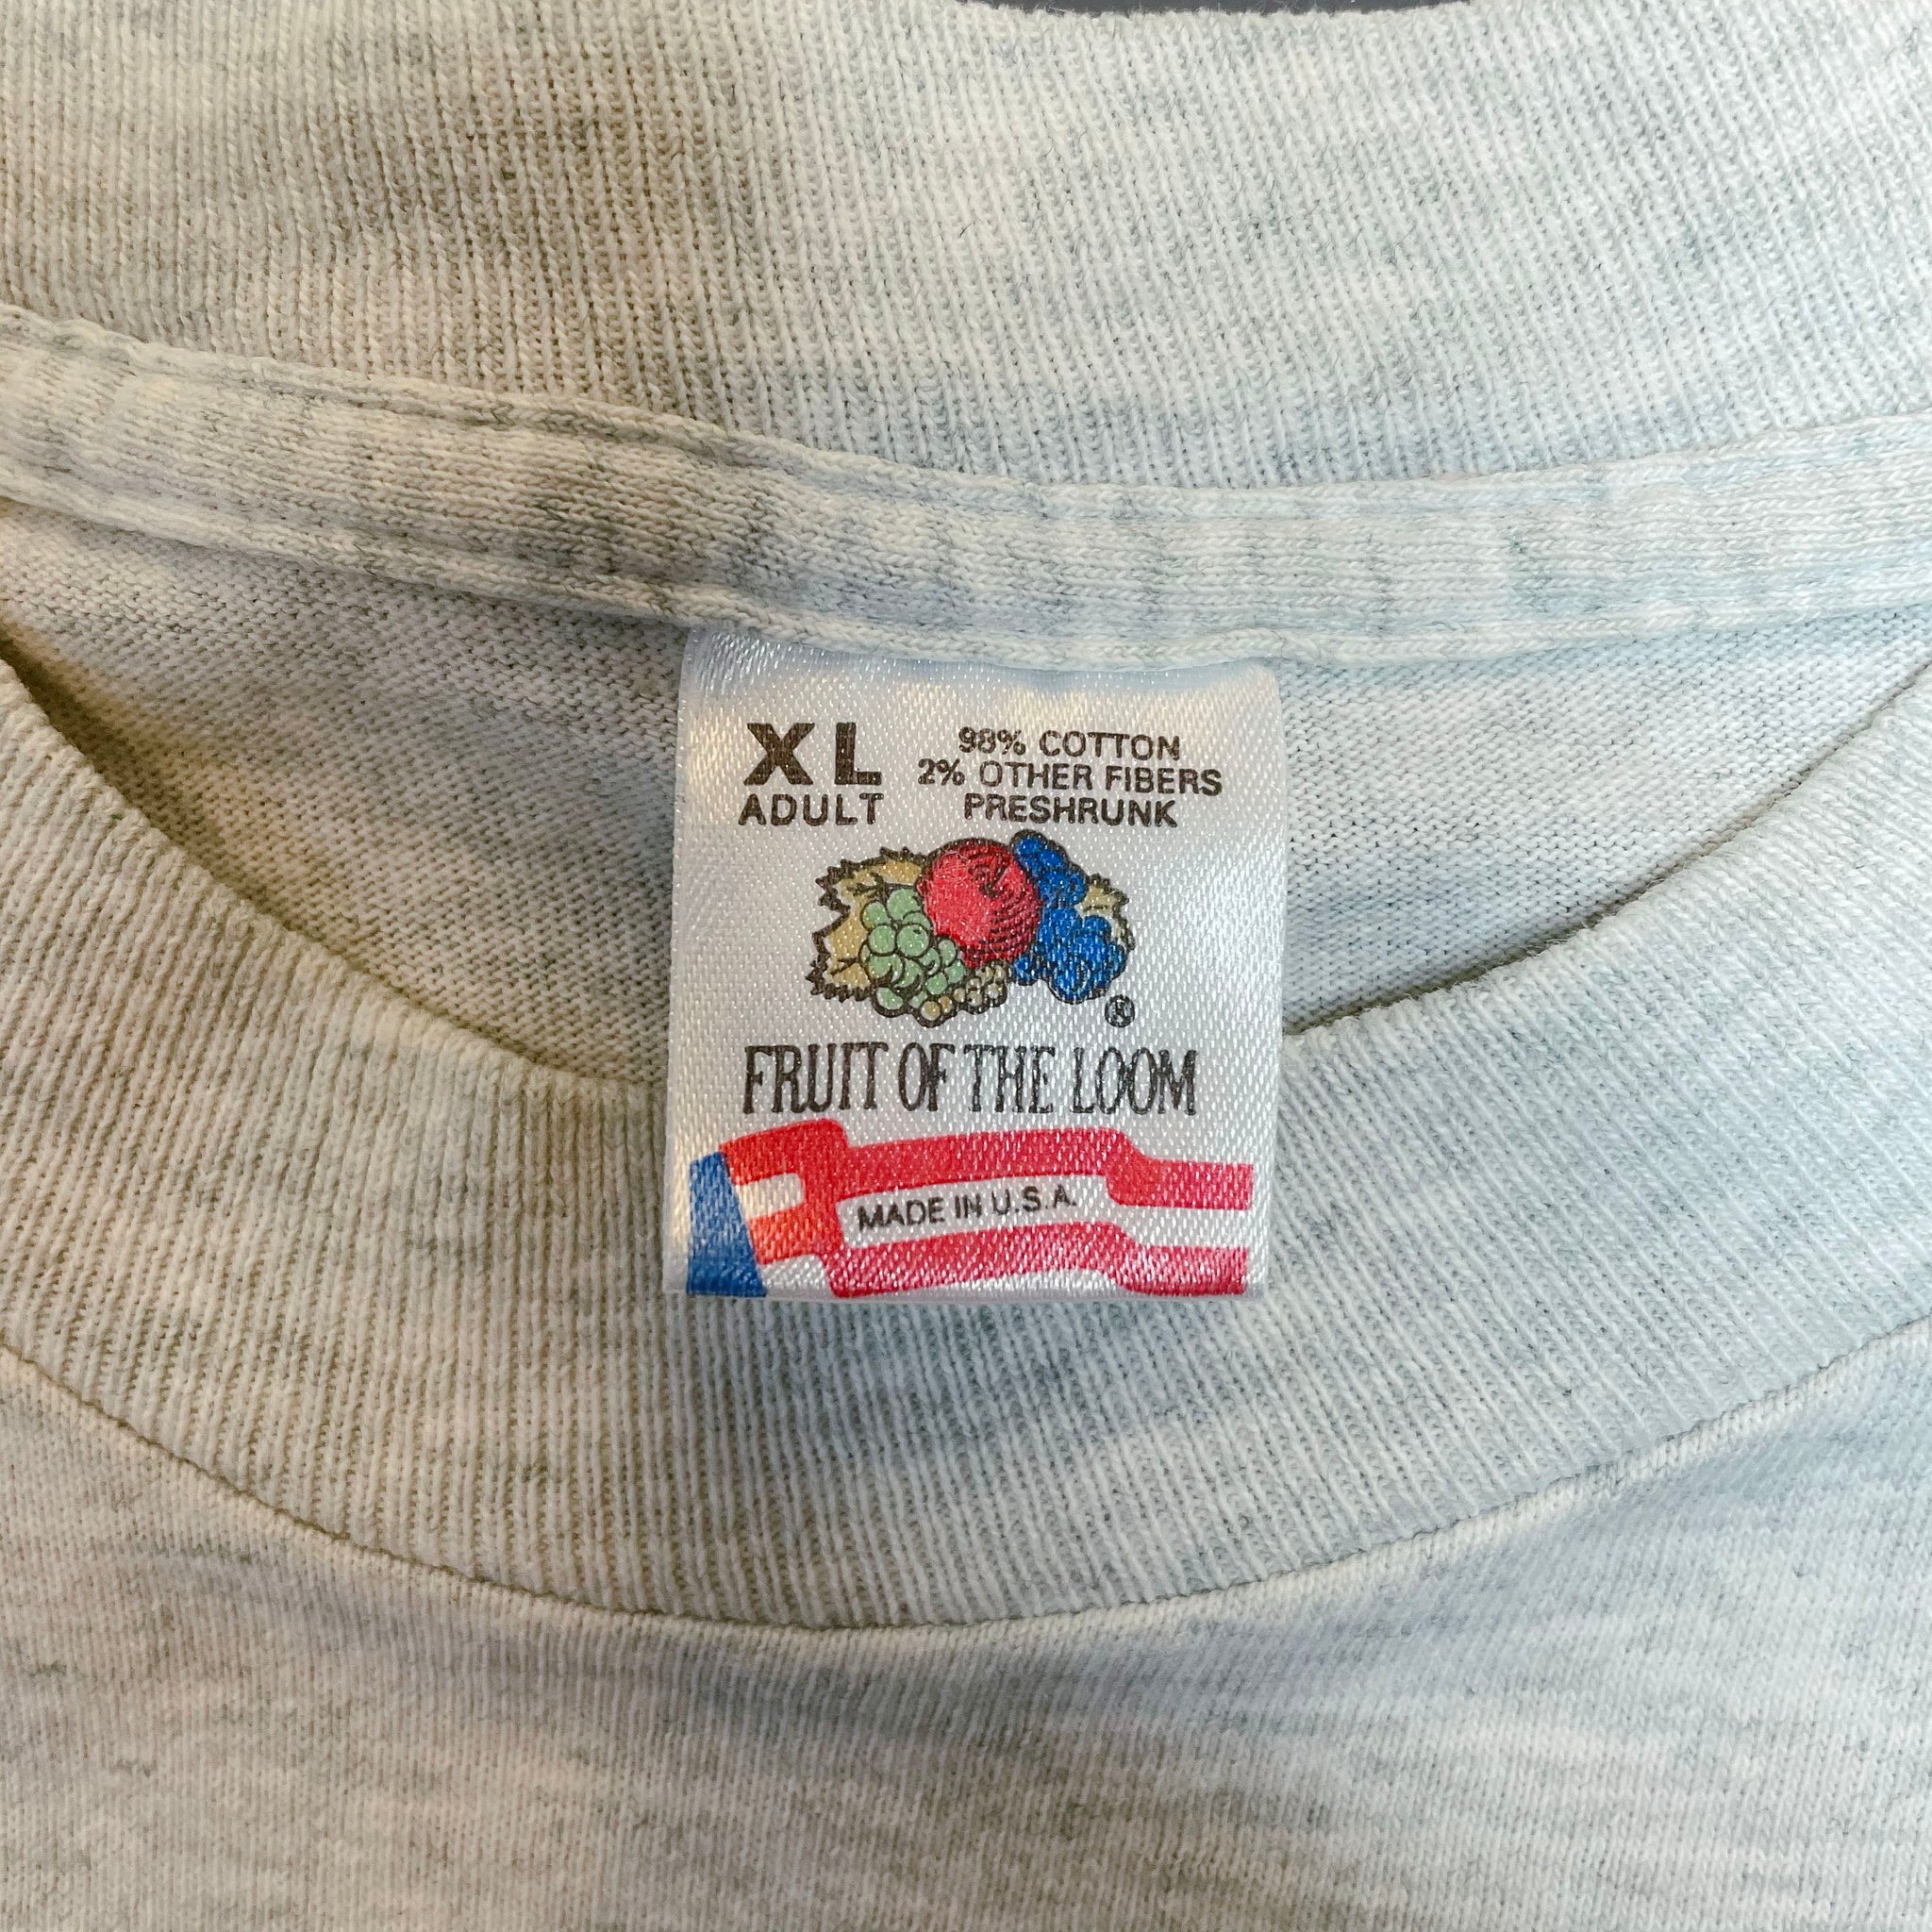 XL
ADULT
98% COTTON
2% OTHER FIBERS
PRESHRUNK
®
FRUIT OF THE LOOM
MADE IN U.S.A.